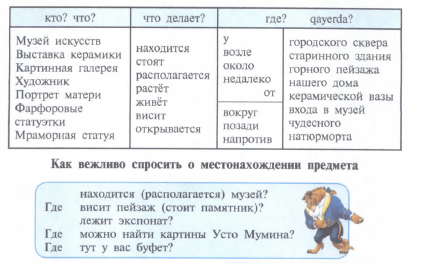 кто? что?
что делает?
где? qayerda?
Музей искусств
Выставка керамики
Картинная галерея
Художник
Портрет матери
Фарфоровые
статуэтки
Мраморная статуя
находится
стоят
располагается
растёт
живёт
висит
открывается
у
возле
около
недалеко
от
вокруг
позади
напротив
городского сквера
старинного здания
горного пейзажа
нашего дома
керамической вазы
входа в музей
чудесного
натюрморта
Как вежливо спросить о местонахождении предмета
находится (располагается) музей?
Где висит пейзаж (стоит памятник)?
лежит экспонат?
Где можно найти картины Усто Мумина?
Где тут у вас буфет?